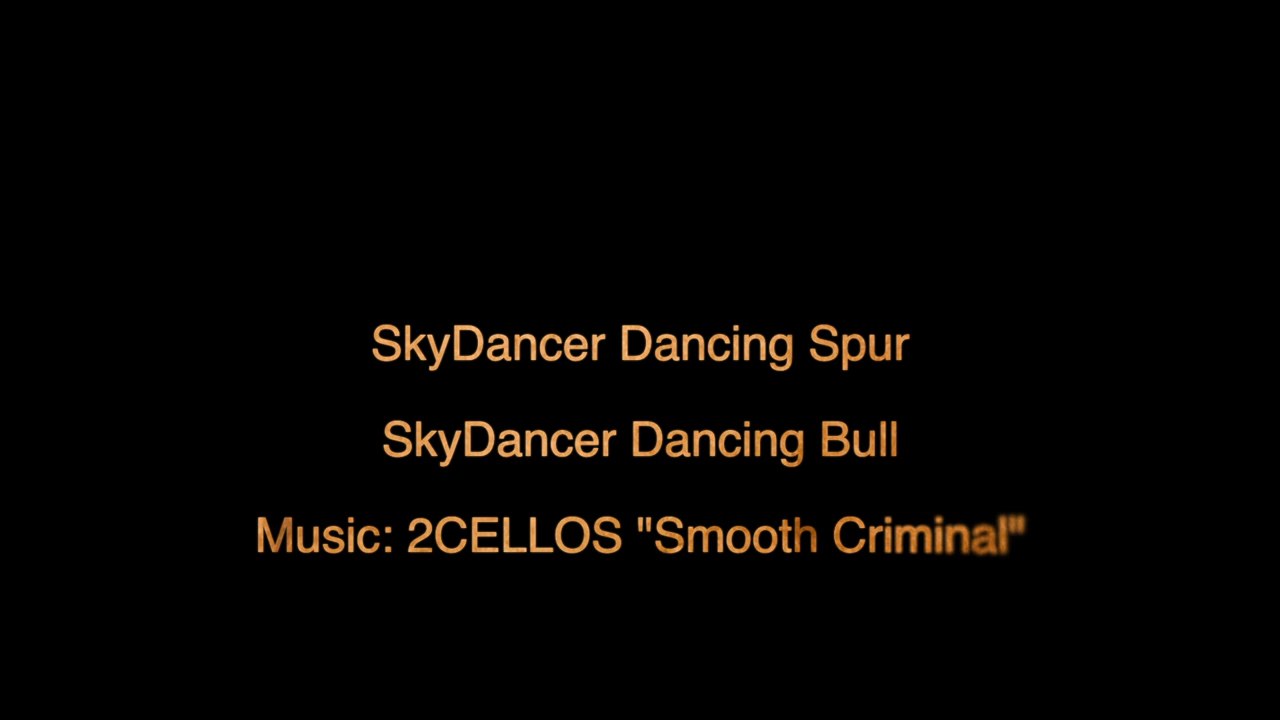 SkyDancer Dancing Spur
SkyDancer Dancing Bull
Music: 2CELLOS "Smooth Criminal"